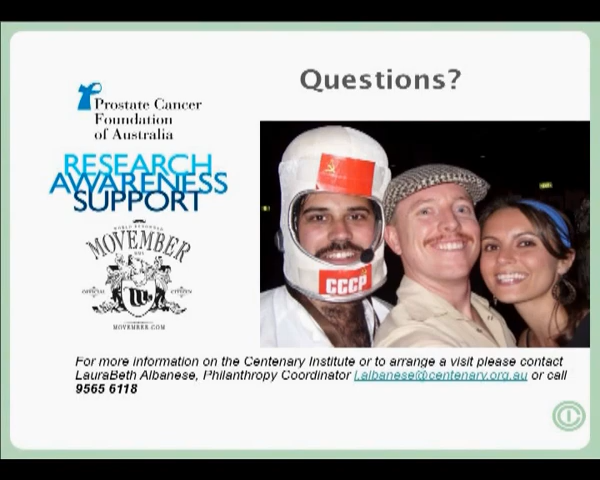 Questions?
Prostate Cancer
Foundation
of Australia
RESEARCH
AWARENESS
SUPPORT
MOVEMBER
MOVEMBER.COM
CCCP
For more information on the Centenary Institute or to arrange a visit please contact
LauraBeth Albanese, Philanthropy Coordinator l.albanese@centenary.org.au or call
9565 6118